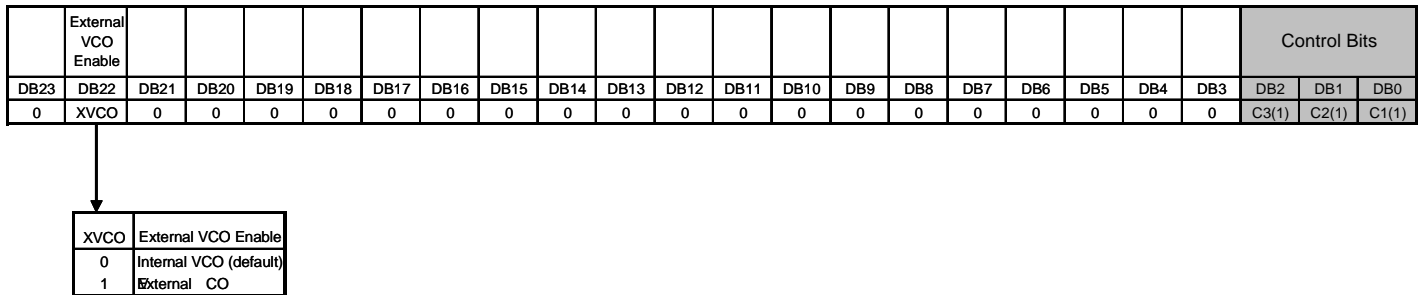 External VCO Enable Control Bits
DB23 DB22 DB21 DB20 DB19 DB18 DB17 DB16 DB15 DB14 DB13 DB12 DB11 DB10 DB9 DB8 DB7 DB6 DB5 DB4 DB3 DB2 DB1 DB0
0 XVCO 0 0 0 0 0 0 0 0 0 0 0 0 0 0 0 0 0 0 0 C3(1) C2(1) C1(1)
XVCO External VCO Enable
0 Internal VCO (default)
1 External CO